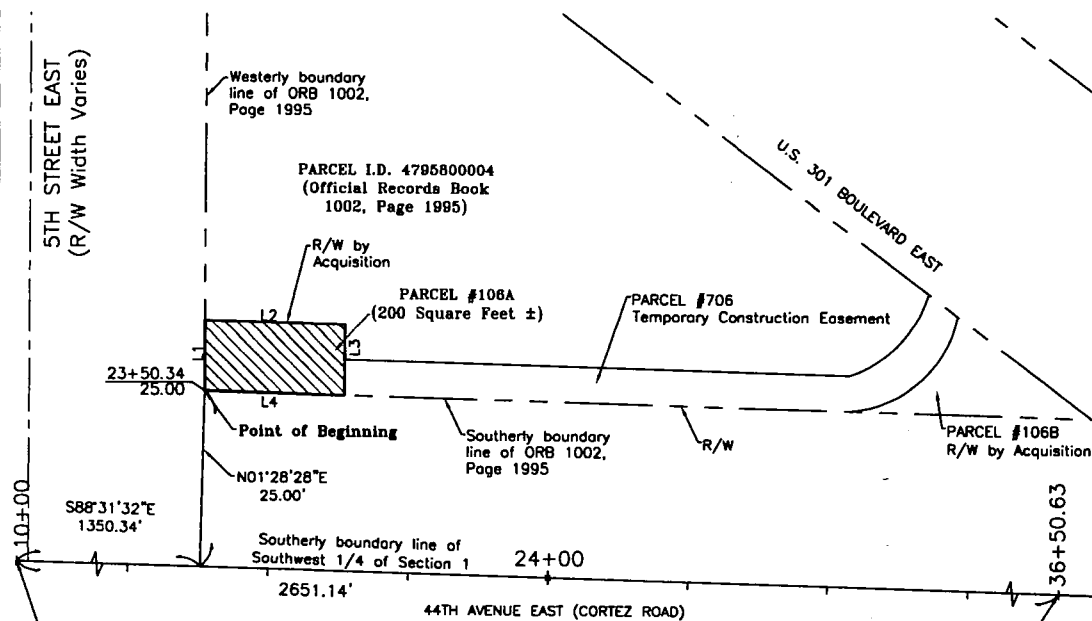 5TH STREET EAST
(R/W Width Varies)
Westerly boundary
line of ORB 1002,
Page 1995
PARCEL I.D. 4795800004
(Official Records Book
1002, Page 1995)
U.S. 301 BOULEVARD EAST
R/W by
Acquisition
PARCEL #106A
(200 Square Feet ±)
PARCEL #706
Temporary Construction Easement
L2
L1
L3
L4
23+50.34
25.00
Point of Beginning
Southerly boundary
line of ORB 1002,
Page 1995
R/W
PARCEL #106B
R/W by Acquisition
N01°28'28"E
25.00'
S88°31'32"E
1350.34'
10+00
Southerly boundary line of
Southwest 1/4 of Section 1
24+00
36+50.63
2651.14'
44TH AVENUE EAST (CORTEZ ROAD)